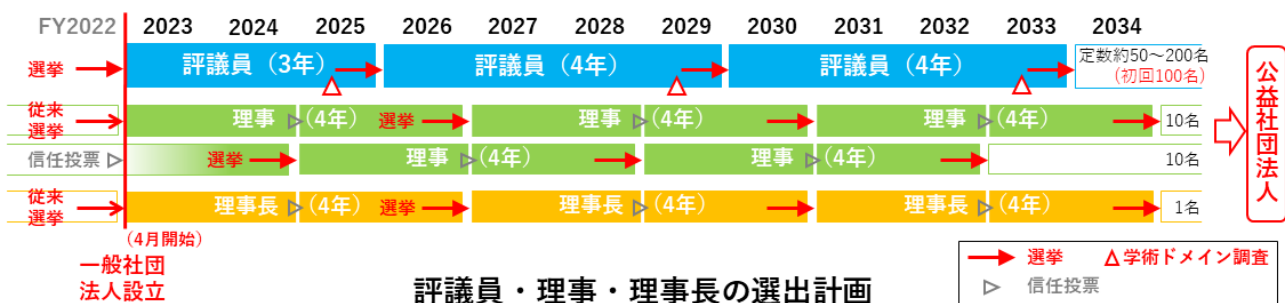 FY2022 2023 2024 2025 2026 2027 2028 2029 2030 2031 2032 2033 2034
選挙 評議員（3年） 評議員（4年） 評議員（4年） 定数約50～200名
(初回100名)
従来
選挙
理事 (4年) 選挙 理事 (4年) 理事 (4年) 10名
信任投票 選挙 理事 (4年) 理事 (4年) 10名
従来
選挙
理事長 (4年) 選挙 理事長 (4年) 理事長 (4年) 1名
公益社団法人
(4月開始)
一般社団
法人設立
評議員・理事・理事長の選出計画
選挙 学術ドメイン調査
信任投票